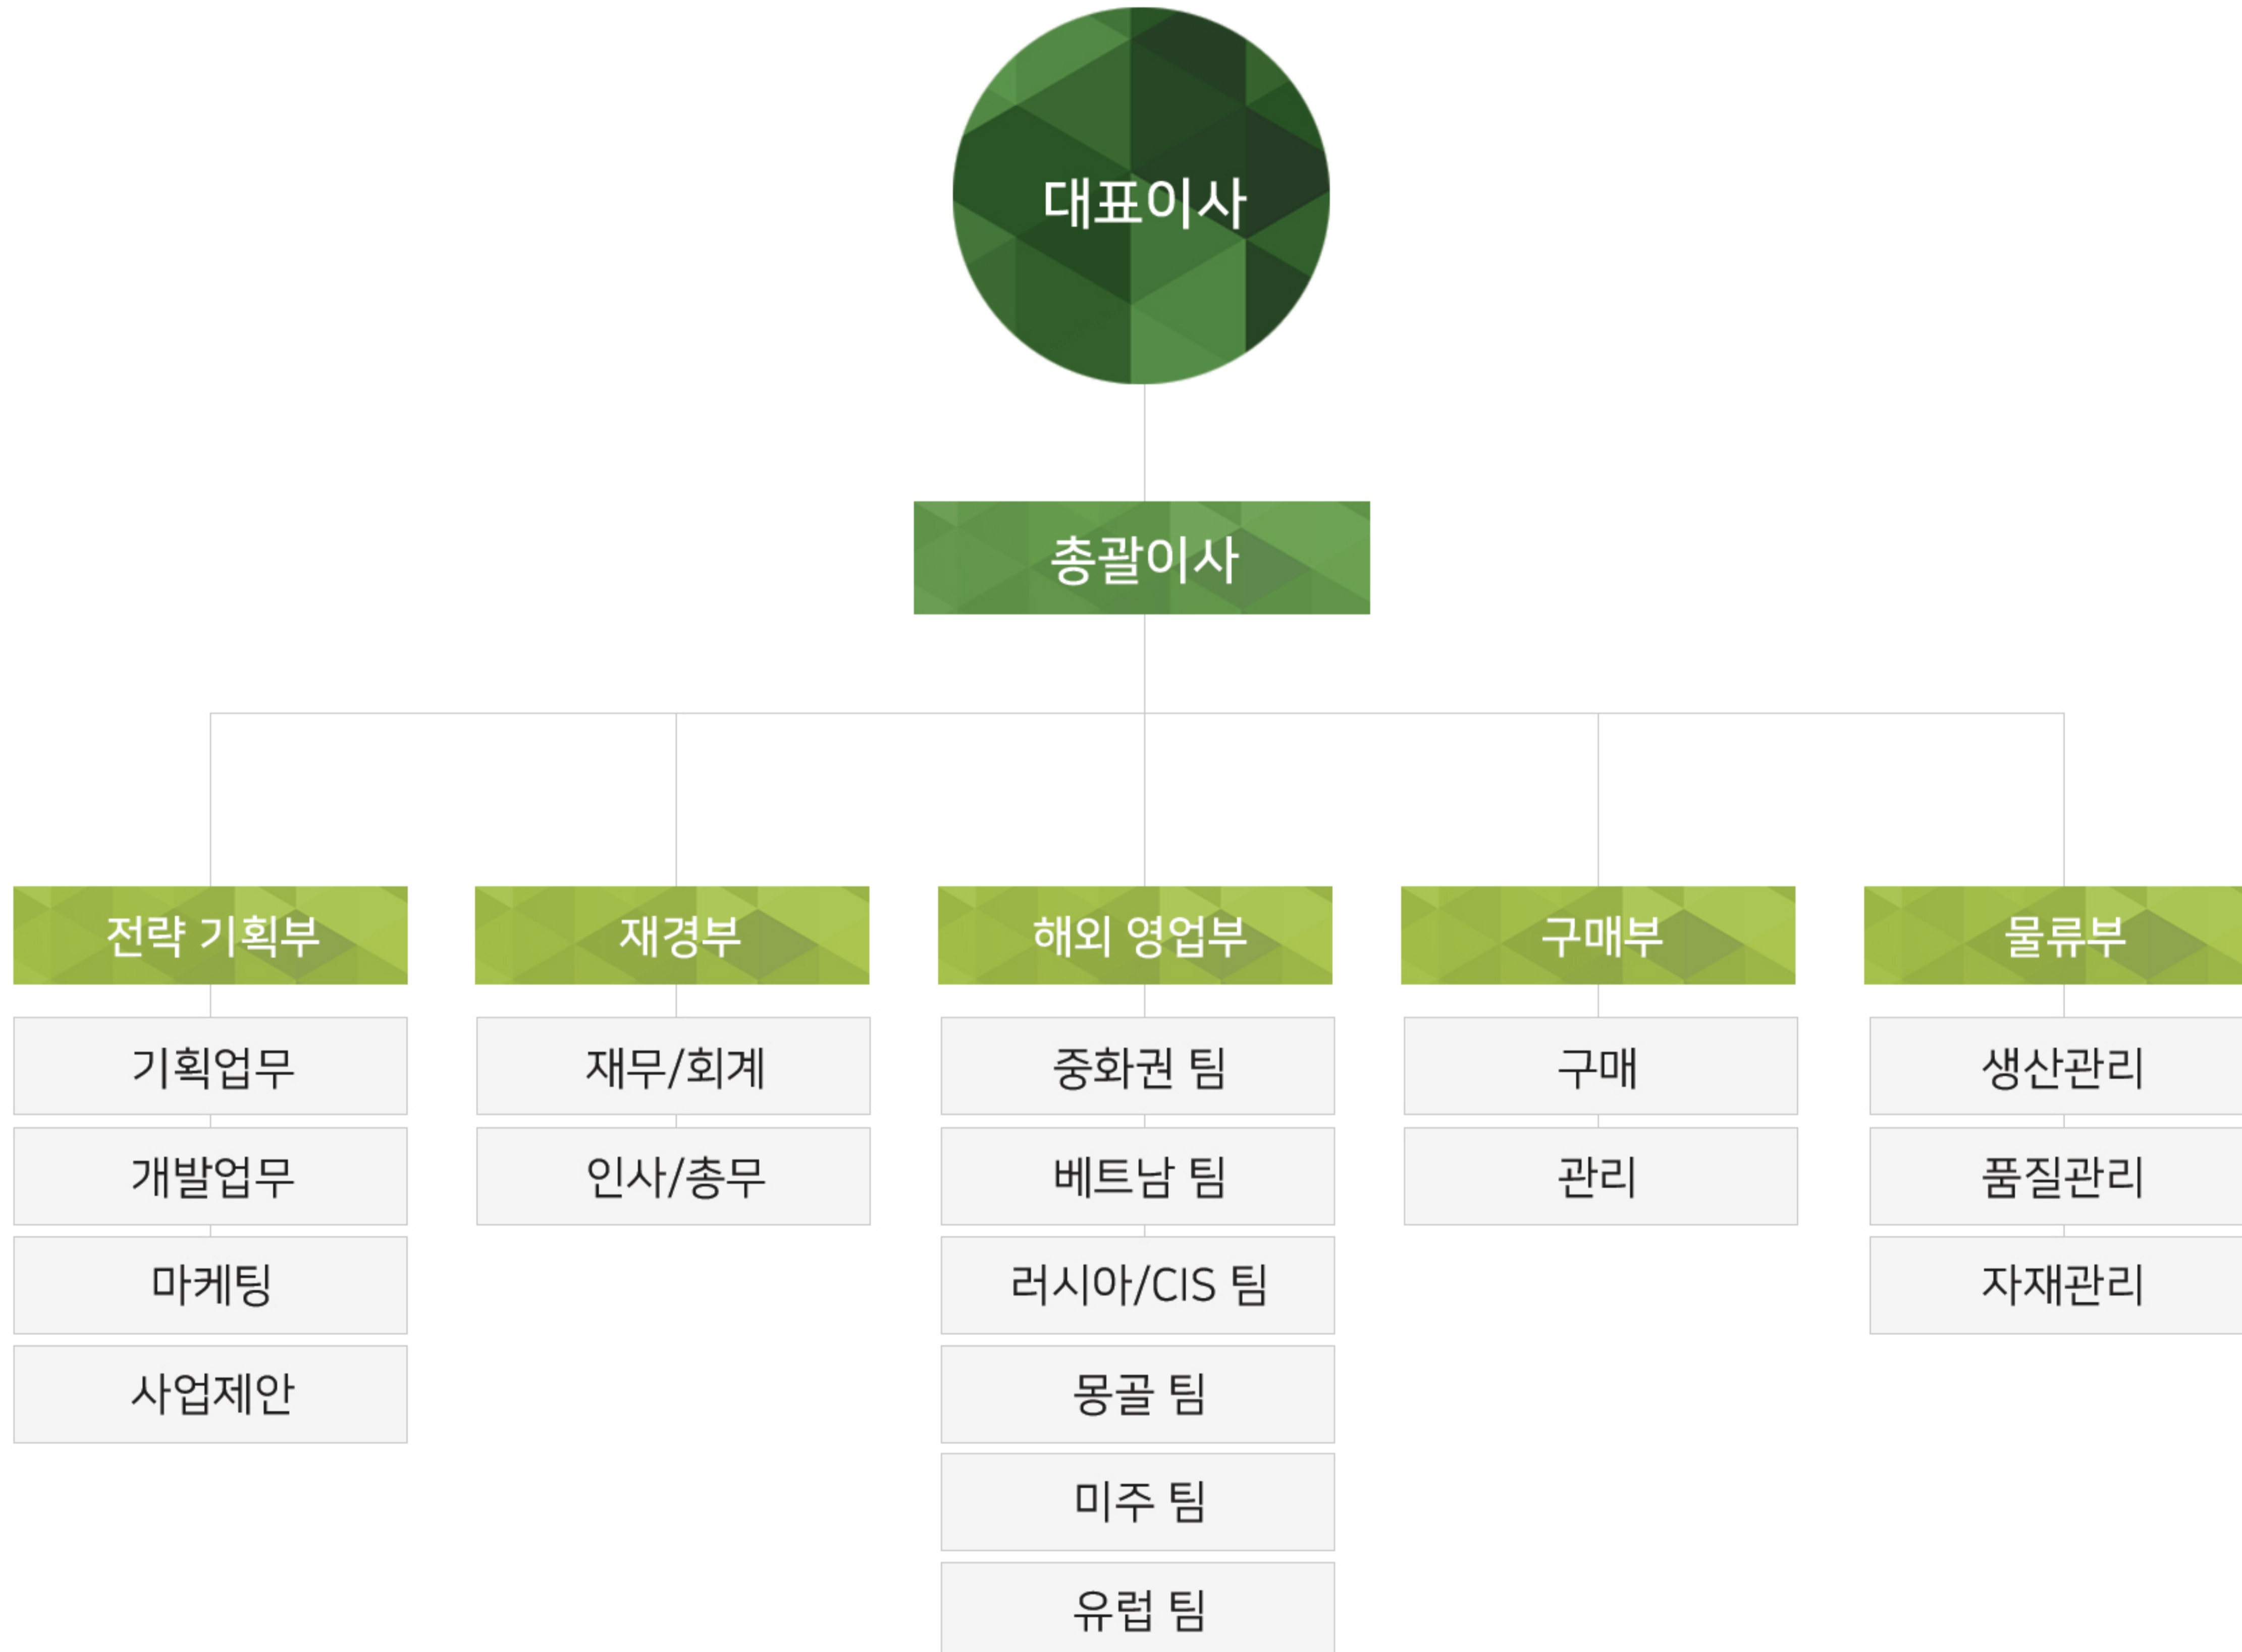 대표이사
총괄이사
전략 기획부
재경부
해외 영업부
구매부
물류부
기획업무
재무/회계
중화권 팀
구매
생산관리
개발업무
인사/총무
베트남 팀
관리
품질관리
마케팅
러시아/CIS 팀
자재관리
사업제안
몽골 팀
미주 팀
유럽 팀